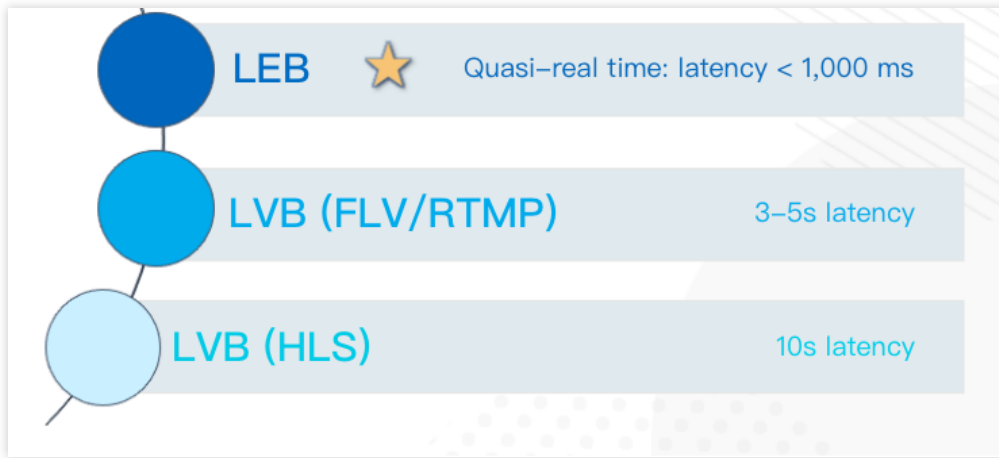 LEB Quasi-real time: latency < 1,000 ms
LVB (FLV/RTMP) 3-5s latency
LVB (HLS) 10s latency